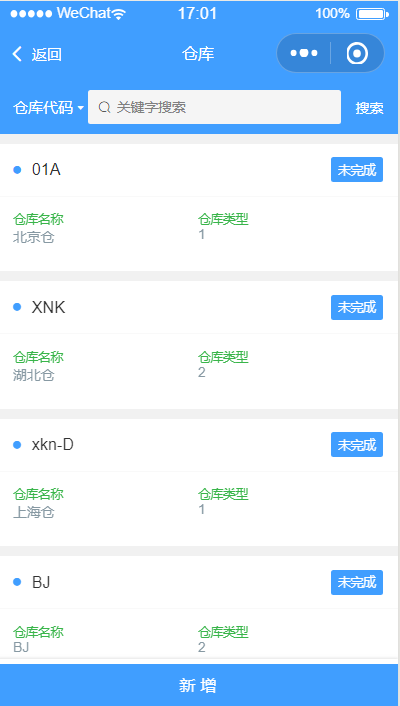 WeChat 17:01 100%
返回 仓库
仓库代码 关键字搜索 搜索
01A 未完成
仓库名称 仓库类型
北京仓 1
XNK 未完成
仓库名称 仓库类型
湖北仓 2
xkn-D 未完成
仓库名称 仓库类型
上海仓 1
BJ 未完成
仓库名称 仓库类型
BJ 2
新 增